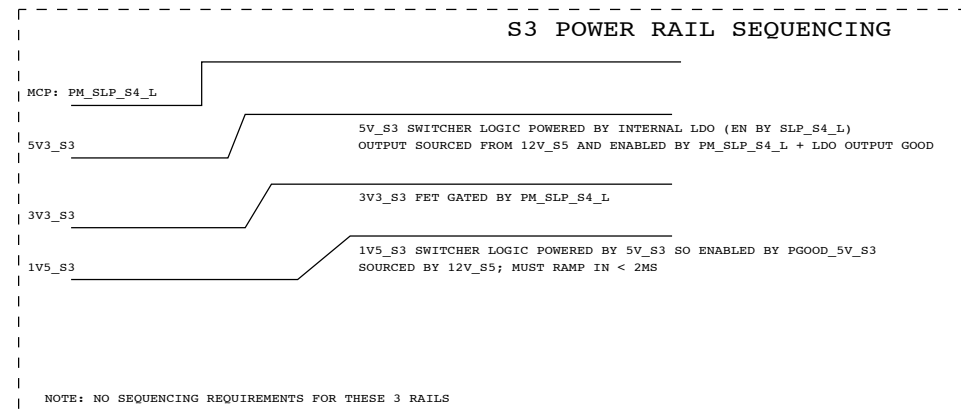 S3 POWER RAIL SEQUENCING
MCP: PM_SLP_S4_L
5V_S3 SWITCHER LOGIC POWERED BY INTERNAL LDO (EN BY SLP_S4_L)
5V3_S3
OUTPUT SOURCED FROM 12V_S5 AND ENABLED BY PM_SLP_S4_L + LDO OUTPUT GOOD
3V3_S3 FET GATED BY PM_SLP_S4_L
3V3_S3
1V5_S3 SWITCHER LOGIC POWERED BY 5V_S3 SO ENABLED BY PGOOD_5V_S3
1V5_S3
SOURCED BY 12V_S5; MUST RAMP IN < 2MS
NOTE: NO SEQUENCING REQUIREMENTS FOR THESE 3 RAILS